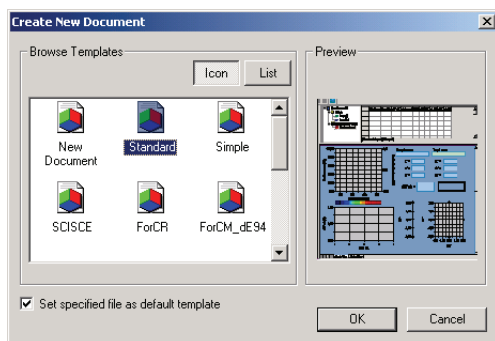 Create New Document
Browse Templates
Icon
List
New
Document
Standard
Simple
SCISCE
ForCR
ForCM_dE94
Set specified file as default template
Preview
OK
Cancel